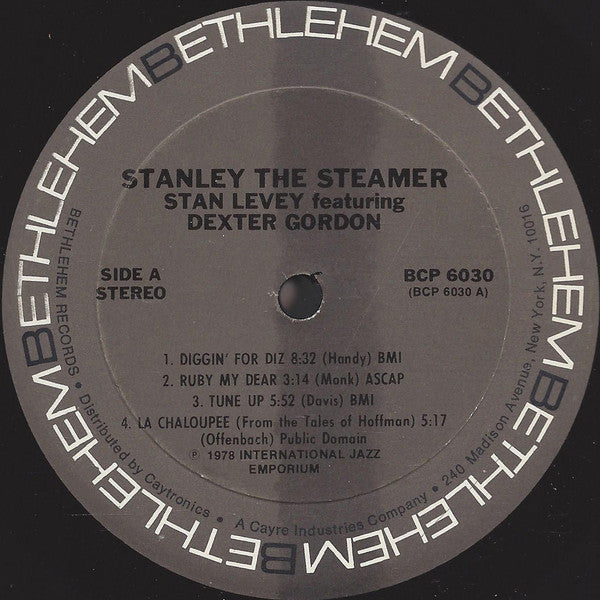 BETHLEHEM BETHLEHEM BETHLEHEM BETHLEHEM BETHLEHEM BETHLEHEM
STANLEY THE STEAMER
STAN LEVEY featuring
DEXTER GORDON
SIDE A
STEREO
BCP 6030
(BCP 6030 A)
1. DIGGIN' FOR DIZ 8:32 (Handy) BMI
2. RUBY MY DEAR 3:14 (Monk) ASCAP
3. TUNE UP 5:52 (Davis) BMI
4. LA CHALOUPEE (From the Tales of Hoffman) 5:17
(Offenbach) Public Domain
℗ 1978 INTERNATIONAL JAZZ
EMPORIUM
BETHLEHEM RECORDS • Distributed by Caytronics • A Cayre Industries Company • 240 Madison Avenue, New York, N.Y. 10016